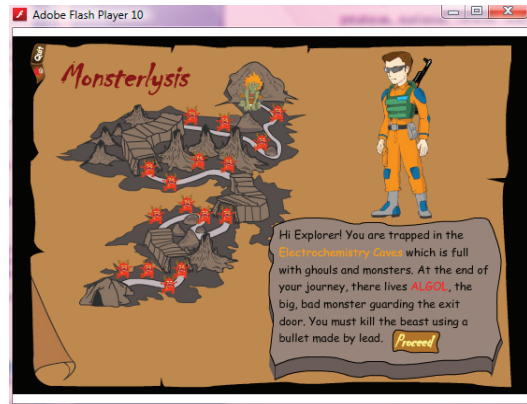 Adobe Flash Player 10
Quit
Monsterlysis
Hi Explorer! You are trapped in the
Electrochemistry Caves which is full
with ghouls and monsters. At the end of
your journey, there lives ALGOL, the
big, bad monster guarding the exit
door. You must kill the beast using a
bullet made by lead.
Proceed